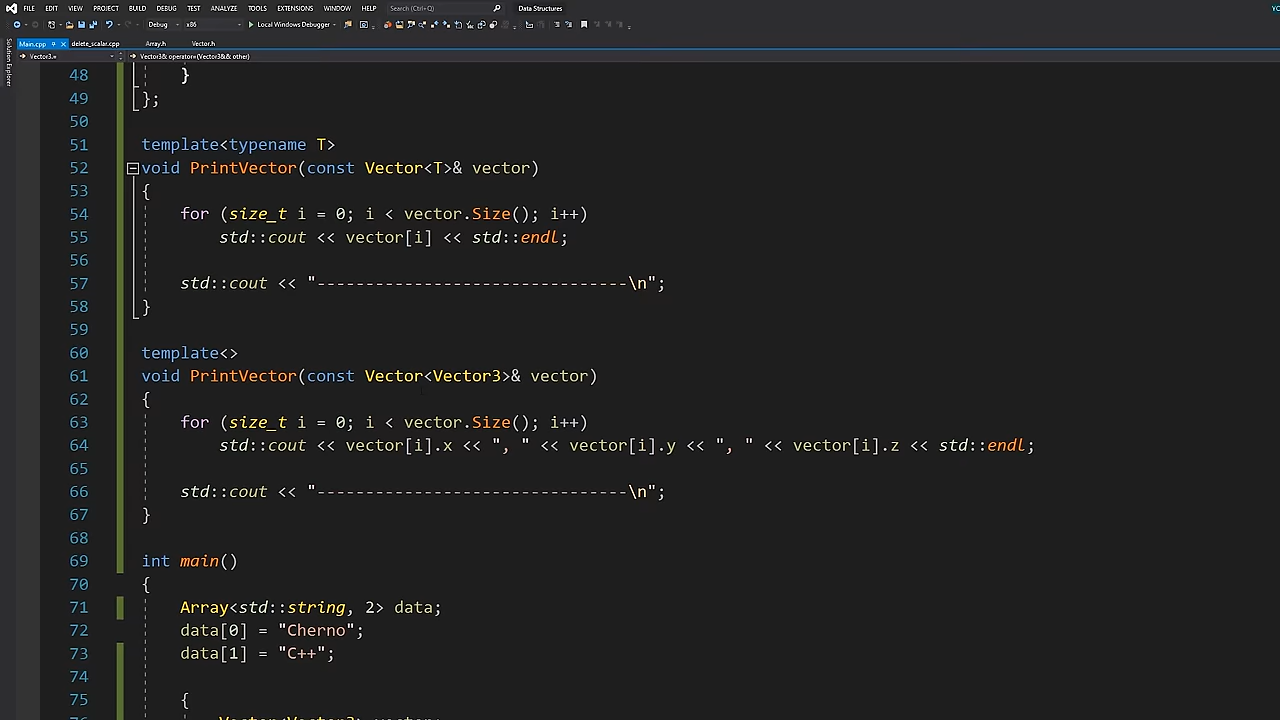 FILE EDIT VIEW PROJECT BUILD DEBUG TEST ANALYZE TOOLS EXTENSIONS WINDOW HELP Search (Ctrl+Q) Data Structures
Debug x86 Local Windows Debugger
Main.cpp delete_scalar.cpp Array.h Vector.h
Solution Explorer
48 }
49 };
50
51 template<typename T>
52 void PrintVector(const Vector<T>& vector)
53 {
54 for (size_t i = 0; i < vector.Size(); i++)
55 std::cout << vector[i] << std::endl;
56
57 std::cout << "--------------------------------\n";
58 }
59
60 template<>
61 void PrintVector(const Vector<Vector3>& vector)
62 {
63 for (size_t i = 0; i < vector.Size(); i++)
64 std::cout << vector[i].x << ", " << vector[i].y << ", " << vector[i].z << std::endl;
65
66 std::cout << "--------------------------------\n";
67 }
68
69 int main()
70 {
71 Array<std::string, 2> data;
72 data[0] = "Cherno";
73 data[1] = "C++";
74
75 {